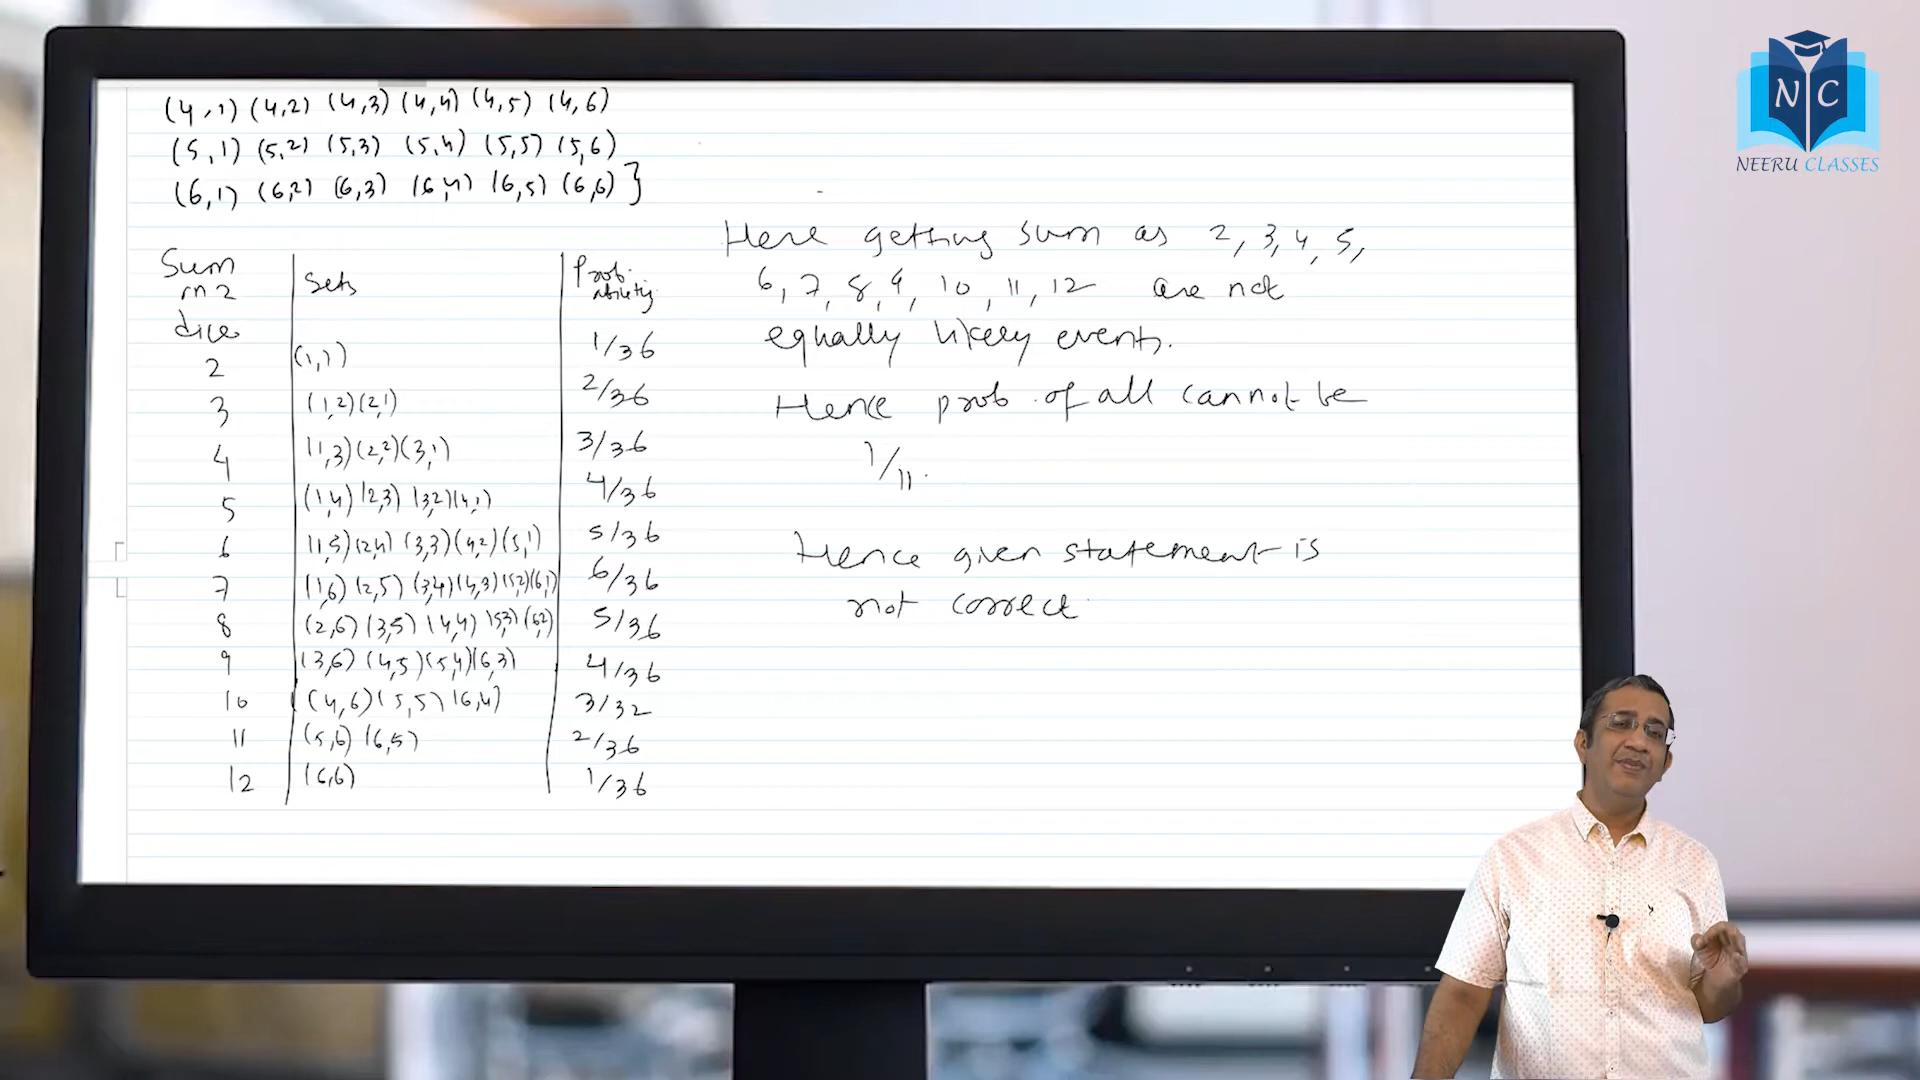 (4,1) (4,2) (4,3) (4,4) (4,5) (4,6)
(5,1) (5,2) (5,3) (5,4) (5,5) (5,6)
(6,1) (6,2) (6,3) (6,4) (6,5) (6,6) }
Sum in 2 dice | Sets | Probability
2 | (1,1) | 1/36
3 | (1,2)(2,1) | 2/36
4 | (1,3)(2,2)(3,1) | 3/36
5 | (1,4) (2,3) (3,2)(4,1) | 4/36
6 | (1,5)(2,4) (3,3)(4,2)(5,1) | 5/36
7 | (1,6) (2,5) (3,4)(4,3)(5,2)(6,1) | 6/36
8 | (2,6) (3,5) (4,4) (5,3) (6,2) | 5/36
9 | (3,6) (4,5)(5,4)(6,3) | 4/36
10 | (4,6)(5,5) (6,4) | 3/32
11 | (5,6) (6,5) | 2/36
12 | (6,6) | 1/36
Here getting sum as 2, 3, 4, 5,
6, 7, 8, 9, 10, 11, 12 are not
equally likely events.
Hence prob. of all cannot be
1/11.
Hence given statement is
not correct.
NC
NEERU CLASSES